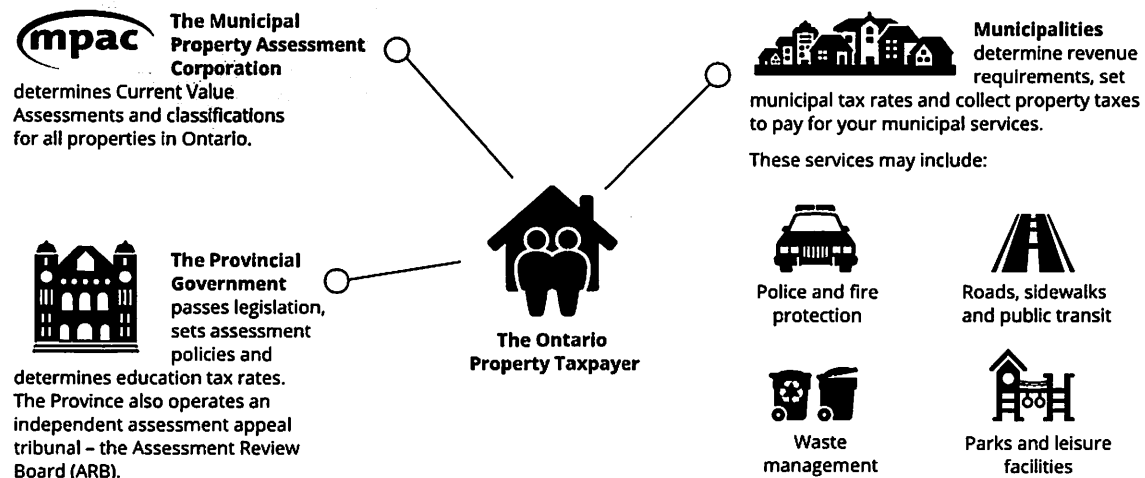 mpac
The Municipal
Property Assessment
Corporation
determines Current Value
Assessments and classifications
for all properties in Ontario.
The Provincial
Government
passes legislation,
sets assessment
policies and
determines education tax rates.
The Province also operates an
independent assessment appeal
tribunal – the Assessment Review
Board (ARB).
The Ontario
Property Taxpayer
Municipalities
determine revenue
requirements, set
municipal tax rates and collect property taxes
to pay for your municipal services.
These services may include:
Police and fire
protection
Roads, sidewalks
and public transit
Waste
management
Parks and leisure
facilities